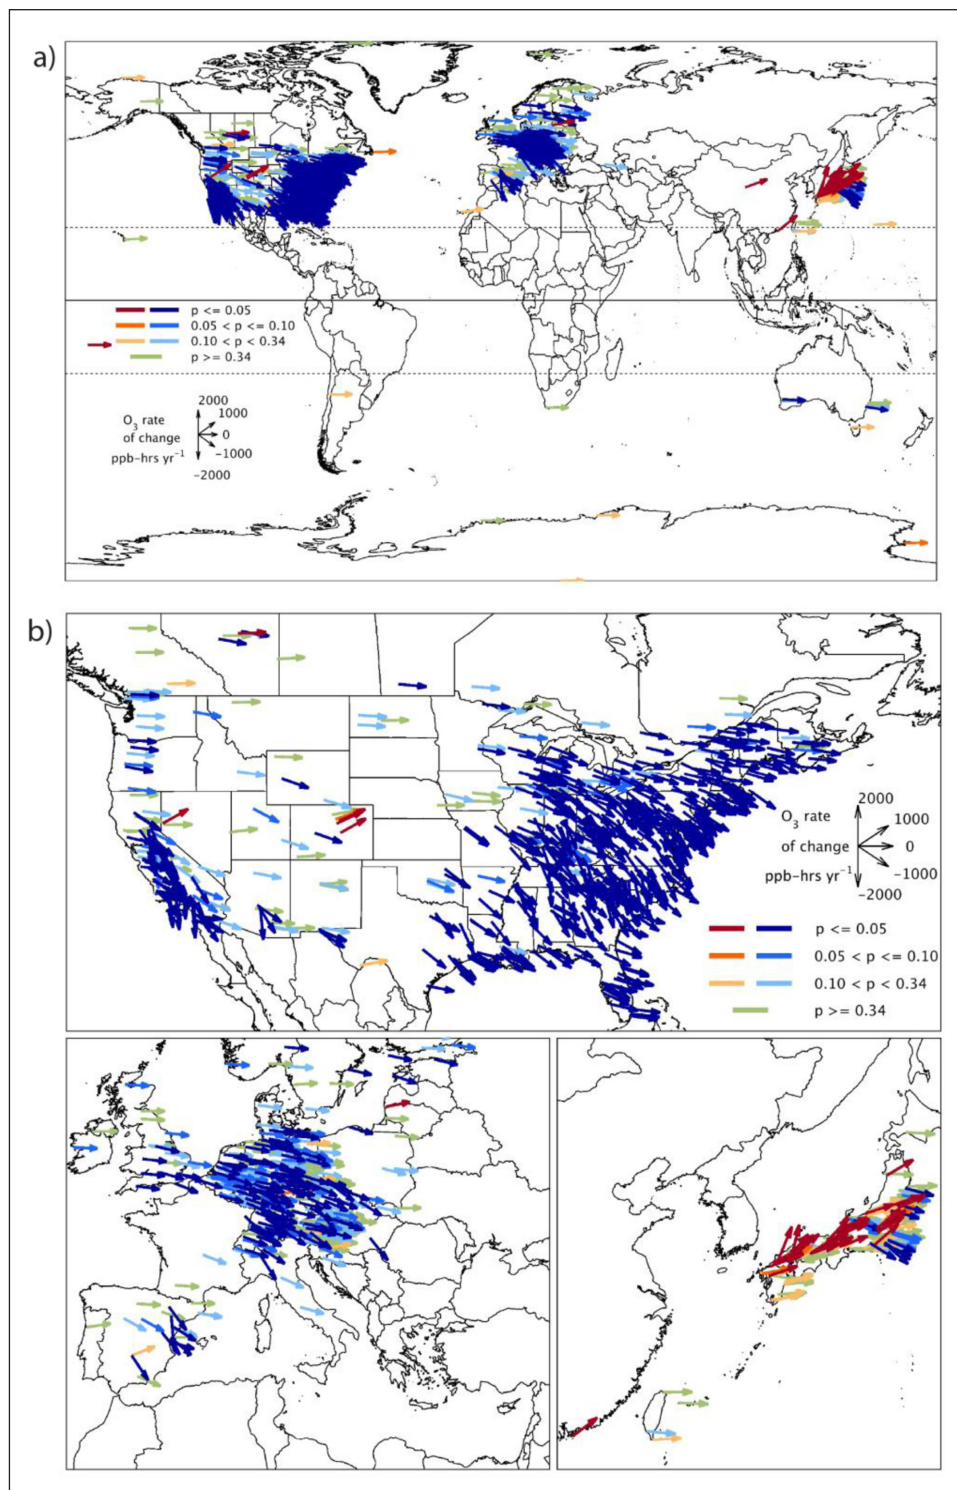 a)
p <= 0.05
0.05 < p <= 0.10
0.10 < p < 0.34
p >= 0.34
2000
O₃ rate 1000
of change 0
ppb-hrs yr⁻¹ -1000
-2000
b)
2000
O₃ rate 1000
of change 0
ppb-hrs yr⁻¹ -1000
-2000
p <= 0.05
0.05 < p <= 0.10
0.10 < p < 0.34
p >= 0.34